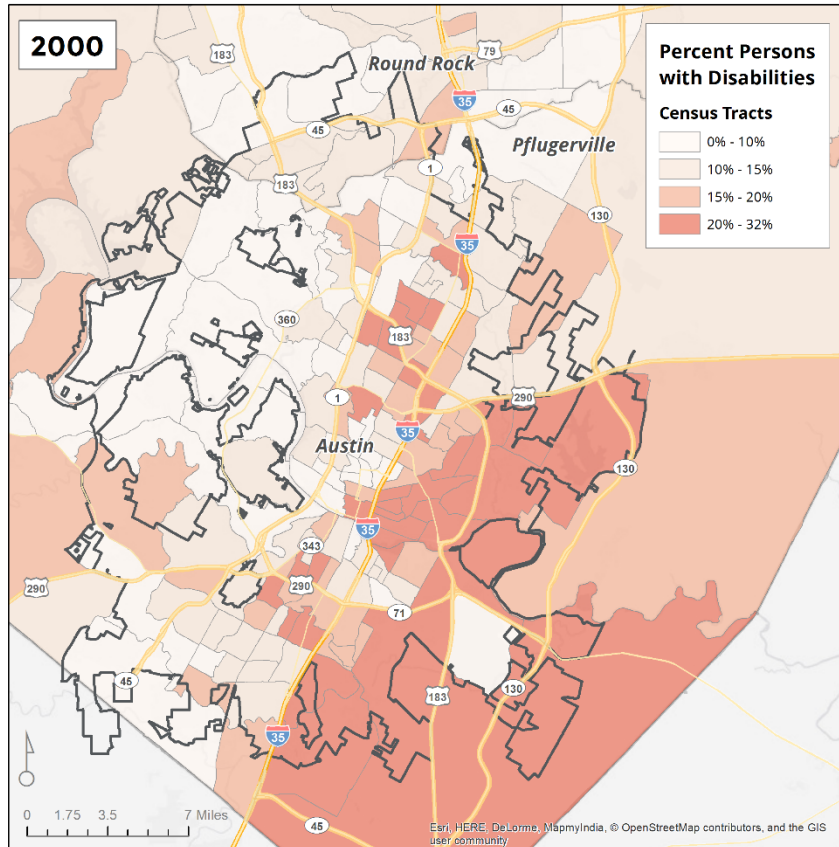 2000
Percent Persons
with Disabilities
Census Tracts
0% - 10%
10% - 15%
15% - 20%
20% - 32%
183
79
Round Rock
35
45
45
Pflugerville
1
183
130
35
360
183
290
1
Austin
35
130
35
343
290
290
71
45
183
130
35
45
0 1.75 3.5 7 Miles
Esri, HERE, DeLorme, MapmyIndia, © OpenStreetMap contributors, and the GIS
user community